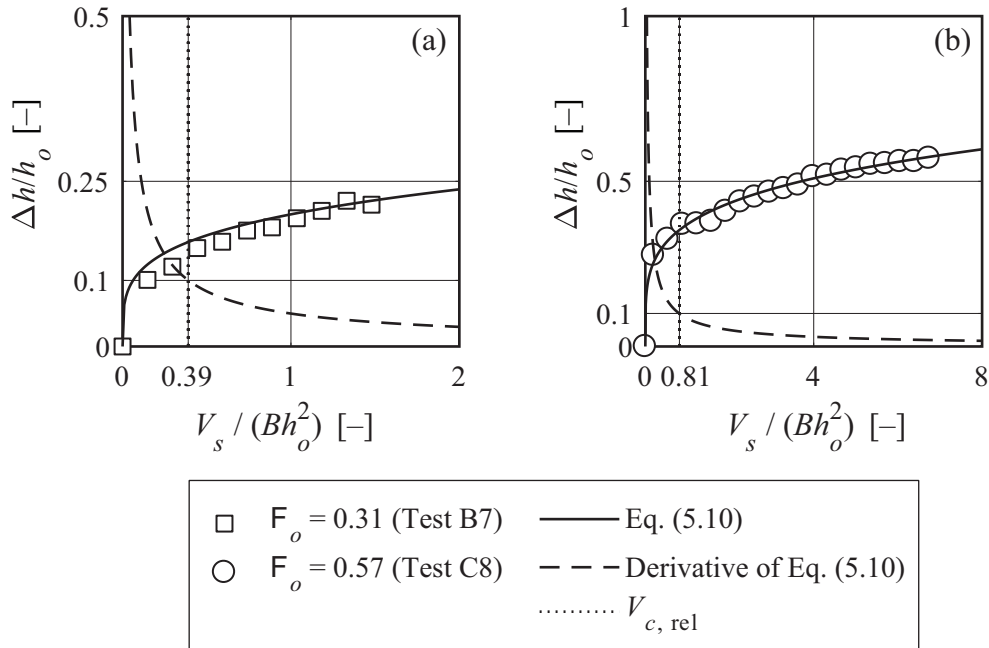 0.5
(a)
Δh/h_o [–]
0.25
0.1
0
0 0.39 1 2
V_s / (Bh_o^2) [–]
1
(b)
Δh/h_o [–]
0.5
0.1
0
0 0.81 4 8
V_s / (Bh_o^2) [–]
F_o = 0.31 (Test B7) Eq. (5.10)
F_o = 0.57 (Test C8) Derivative of Eq. (5.10)
V_c, rel